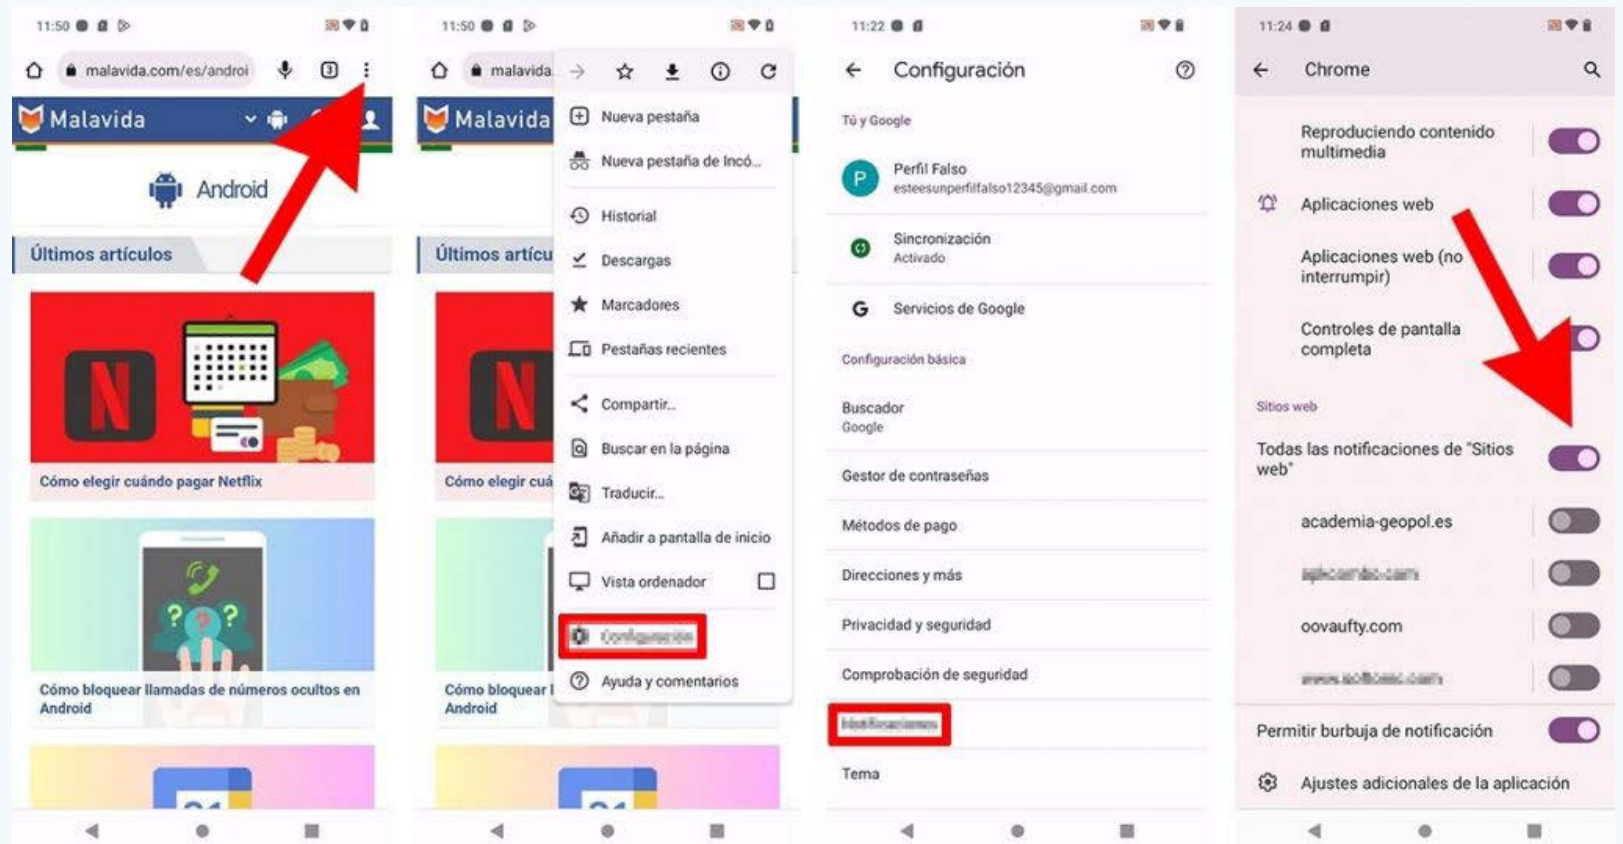 11:50
malavida.com/es/androi
3
Malavida
Android
Últimos artículos
N
Cómo elegir cuándo pagar Netflix
? ? ?
Cómo bloquear llamadas de números ocultos en
Android
11:50
malavida
Malavida
Últimos artícu
Cómo elegir cuá
Cómo bloquear l
Android
Nueva pestaña
Nueva pestaña de Incó...
Historial
Descargas
Marcadores
Pestañas recientes
Compartir...
Buscar en la página
Traducir...
Añadir a pantalla de inicio
Vista ordenador
Configuración
Ayuda y comentarios
11:22
Configuración
Tú y Google
P
Perfil Falso
esteesunperfilfalso12345@gmail.com
Sincronización
Activado
G
Servicios de Google
Configuración básica
Buscador
Google
Gestor de contraseñas
Métodos de pago
Direcciones y más
Privacidad y seguridad
Comprobación de seguridad
Notificaciones
Tema
11:24
Chrome
Reproduciendo contenido
multimedia
Aplicaciones web
Aplicaciones web (no
interrumpir)
Controles de pantalla
completa
Sitios web
Todas las notificaciones de "Sitios
web"
academia-geopol.es
oovaufty.com
Permitir burbuja de notificación
Ajustes adicionales de la aplicación